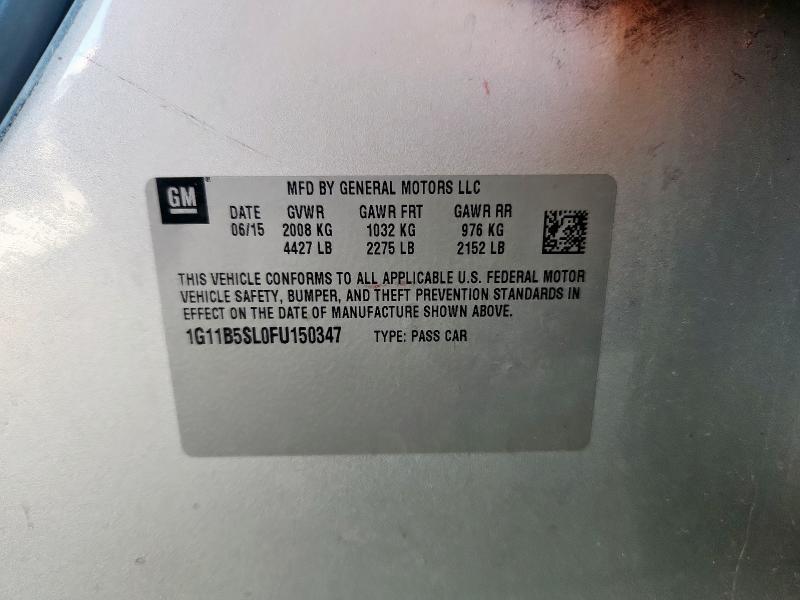 GM MFD BY GENERAL MOTORS LLC
DATE GVWR GAWR FRT GAWR RR
06/15 2008 KG 1032 KG 976 KG
4427 LB 2275 LB 2152 LB
THIS VEHICLE CONFORMS TO ALL APPLICABLE U.S. FEDERAL MOTOR
VEHICLE SAFETY, BUMPER, AND THEFT PREVENTION STANDARDS IN
EFFECT ON THE DATE OF MANUFACTURE SHOWN ABOVE.
1G11B5SL0FU150347 TYPE: PASS CAR